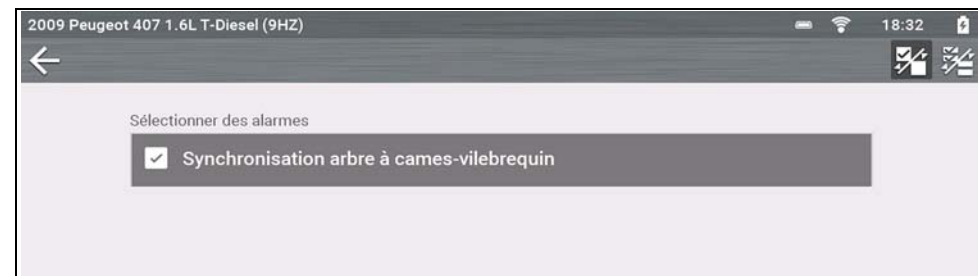 2009 Peugeot 407 1.6L T-Diesel (9HZ) 18:32
Sélectionner des alarmes
Synchronisation arbre à cames-vilebrequin